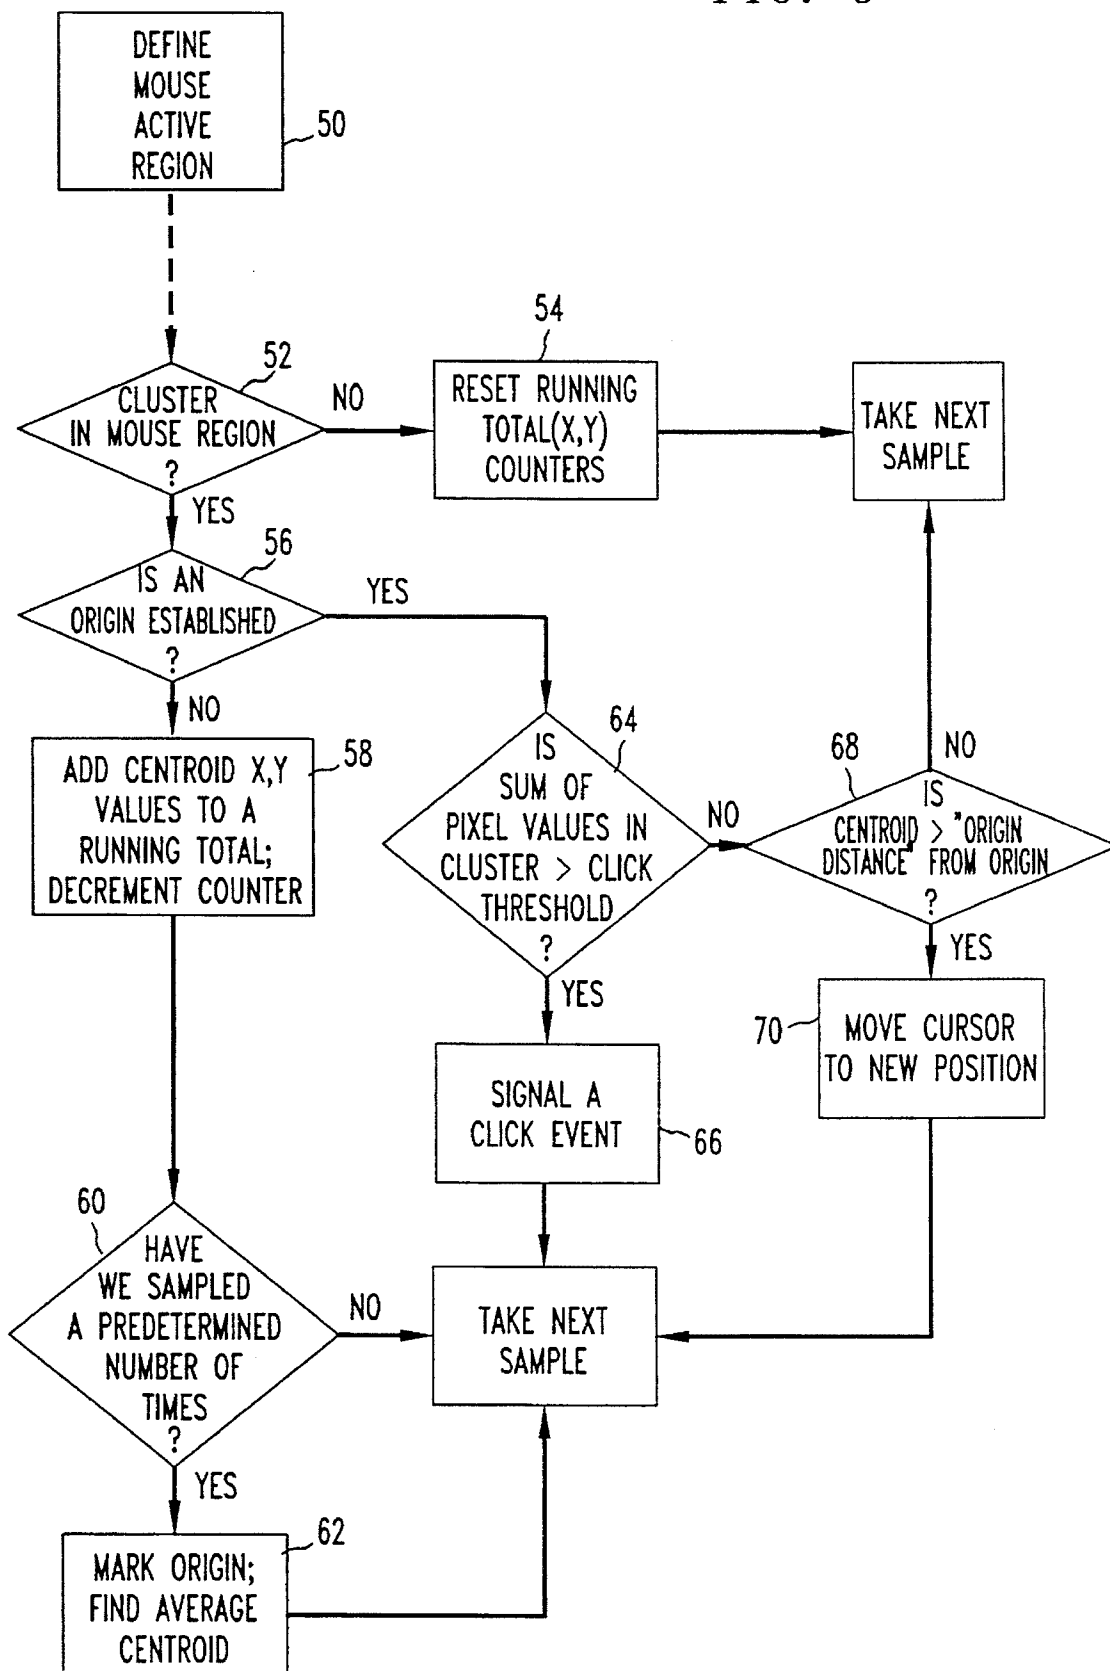 DEFINE
MOUSE
ACTIVE
REGION
50
52
CLUSTER
IN MOUSE REGION
?
NO
YES
54
RESET RUNNING
TOTAL(X,Y)
COUNTERS
TAKE NEXT
SAMPLE
56
IS AN
ORIGIN ESTABLISHED
?
YES
NO
58
ADD CENTROID X,Y
VALUES TO A
RUNNING TOTAL;
DECREMENT COUNTER
64
IS
SUM OF
PIXEL VALUES IN
CLUSTER > CLICK
THRESHOLD
?
NO
YES
68
NO
IS
CENTROID > "ORIGIN
DISTANCE" FROM ORIGIN
?
YES
70
MOVE CURSOR
TO NEW POSITION
SIGNAL A
CLICK EVENT
66
60
HAVE
WE SAMPLED
A PREDETERMINED
NUMBER OF
TIMES
?
NO
YES
TAKE NEXT
SAMPLE
62
MARK ORIGIN;
FIND AVERAGE
CENTROID